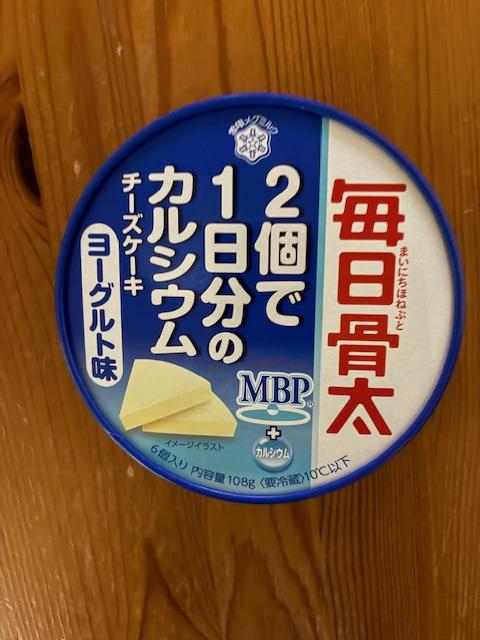 雪印メグミルク
毎日骨太
まいにちほねぶと
2個で
1日分の
カルシウム
チーズケーキ
ヨーグルト味
MBP®
+
カルシウム
イメージイラスト
6個入り 内容量108g〈要冷蔵〉10℃以下